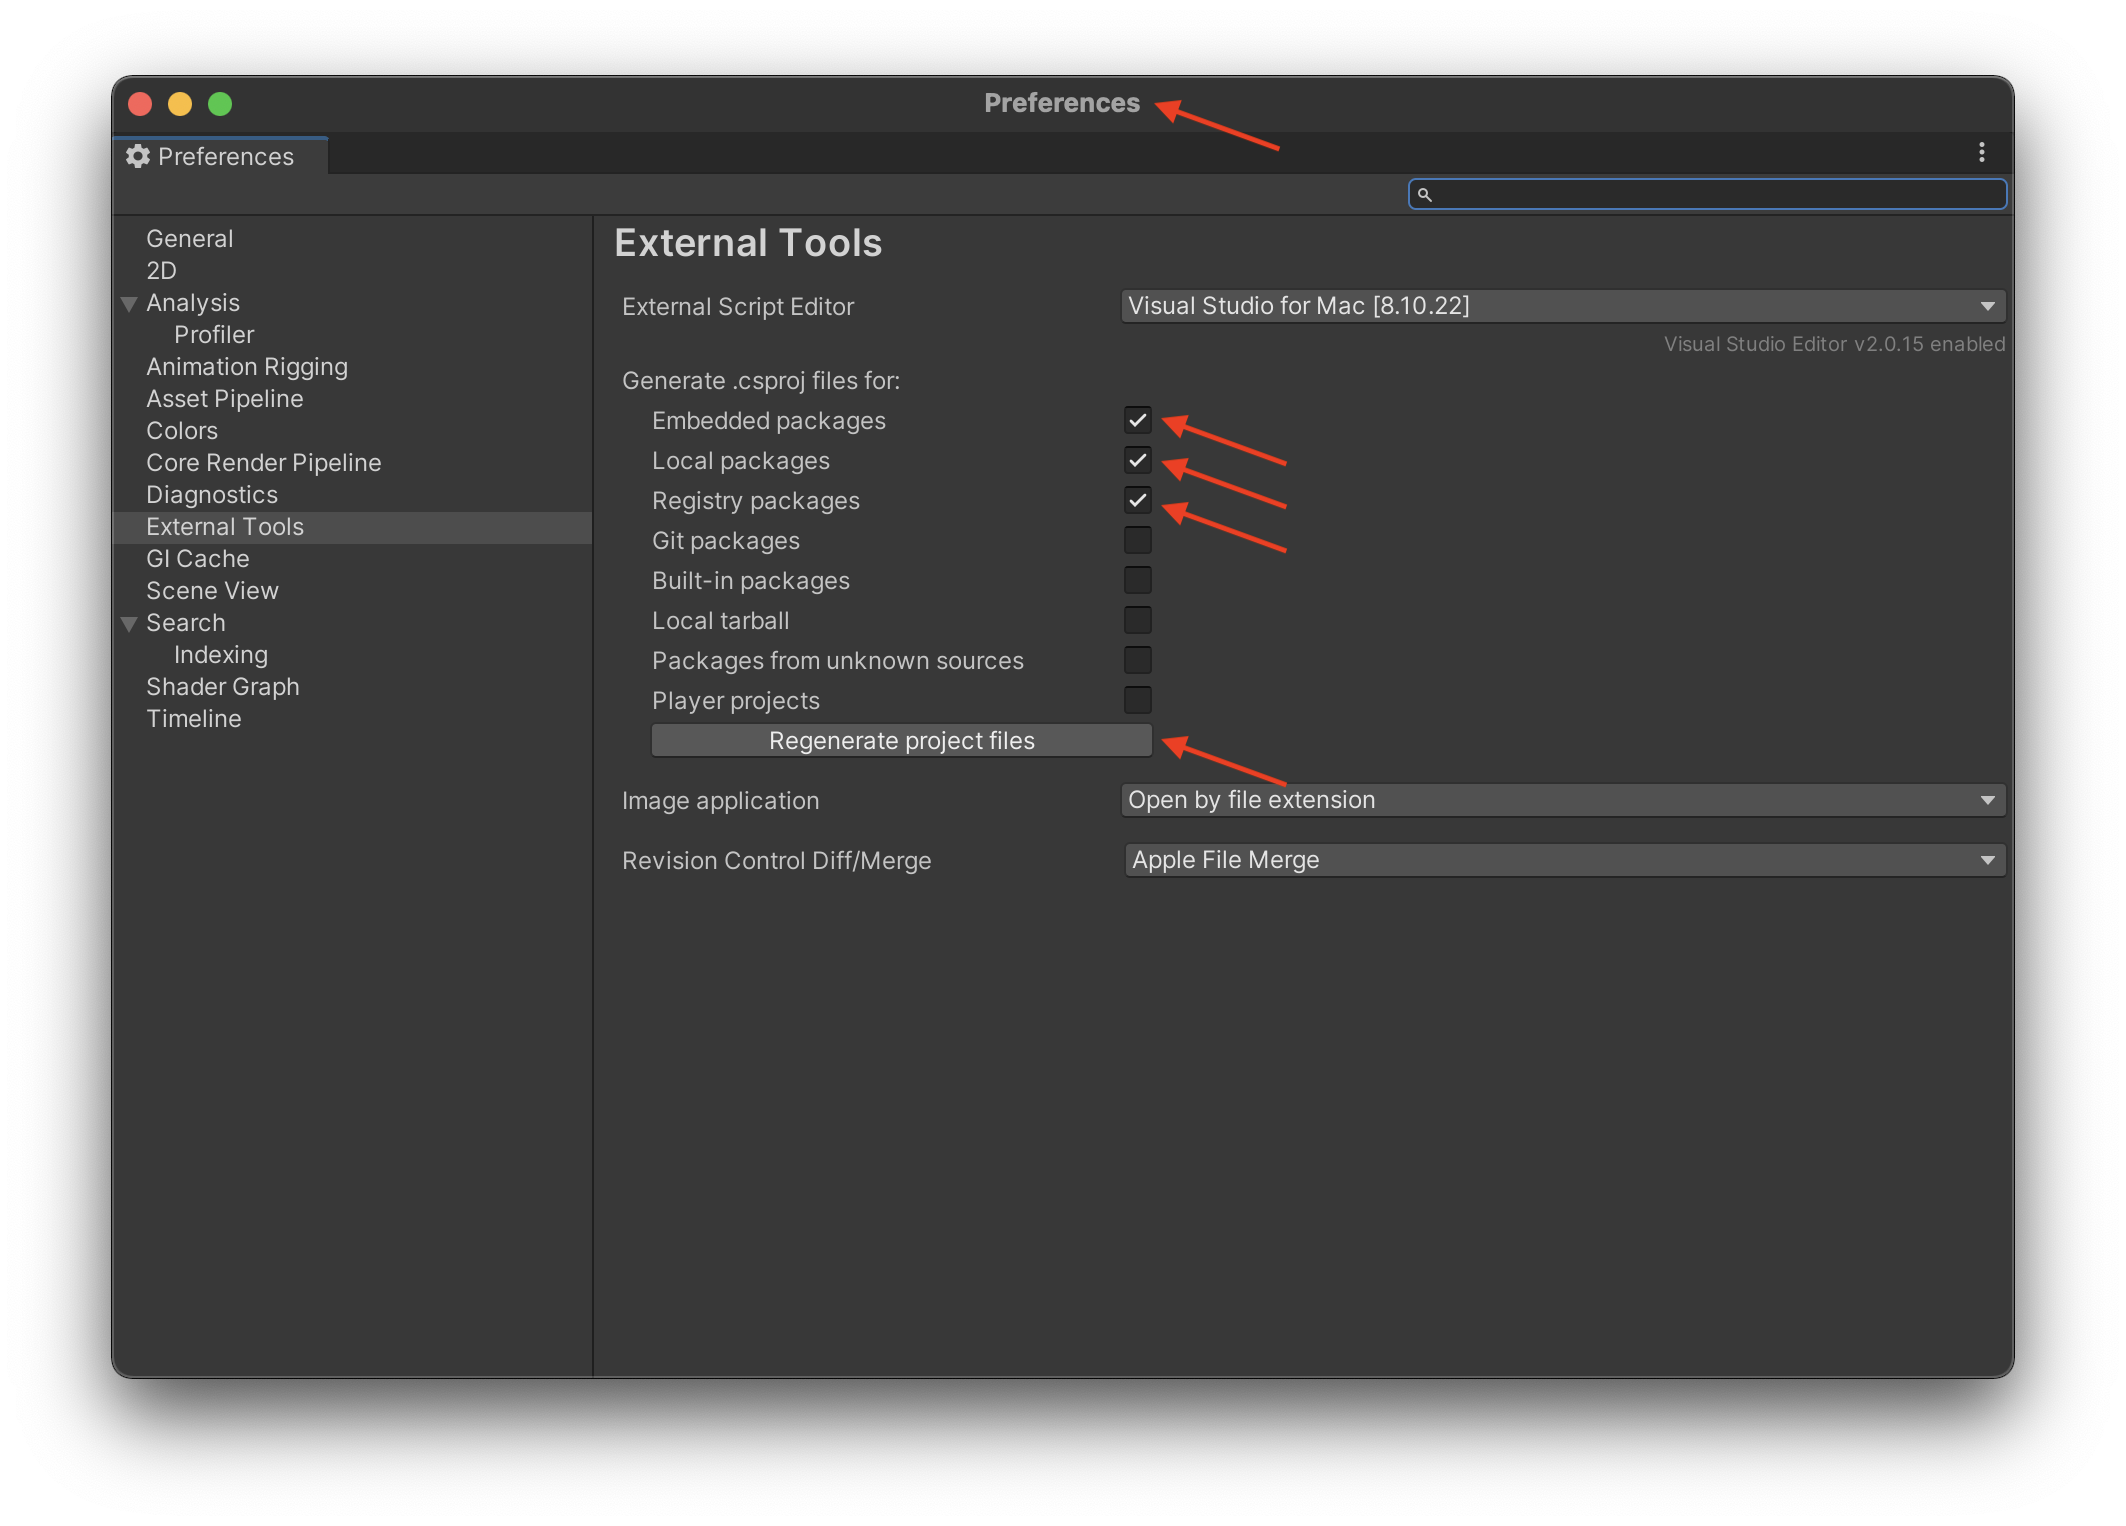 Preferences
Preferences
General
2D
Analysis
Profiler
Animation Rigging
Asset Pipeline
Colors
Core Render Pipeline
Diagnostics
External Tools
GI Cache
Scene View
Search
Indexing
Shader Graph
Timeline
External Tools
External Script Editor Visual Studio for Mac [8.10.22]
Visual Studio Editor v2.0.15 enabled
Generate .csproj files for:
Embedded packages
Local packages
Registry packages
Git packages
Built-in packages
Local tarball
Packages from unknown sources
Player projects
Regenerate project files
Image application Open by file extension
Revision Control Diff/Merge Apple File Merge